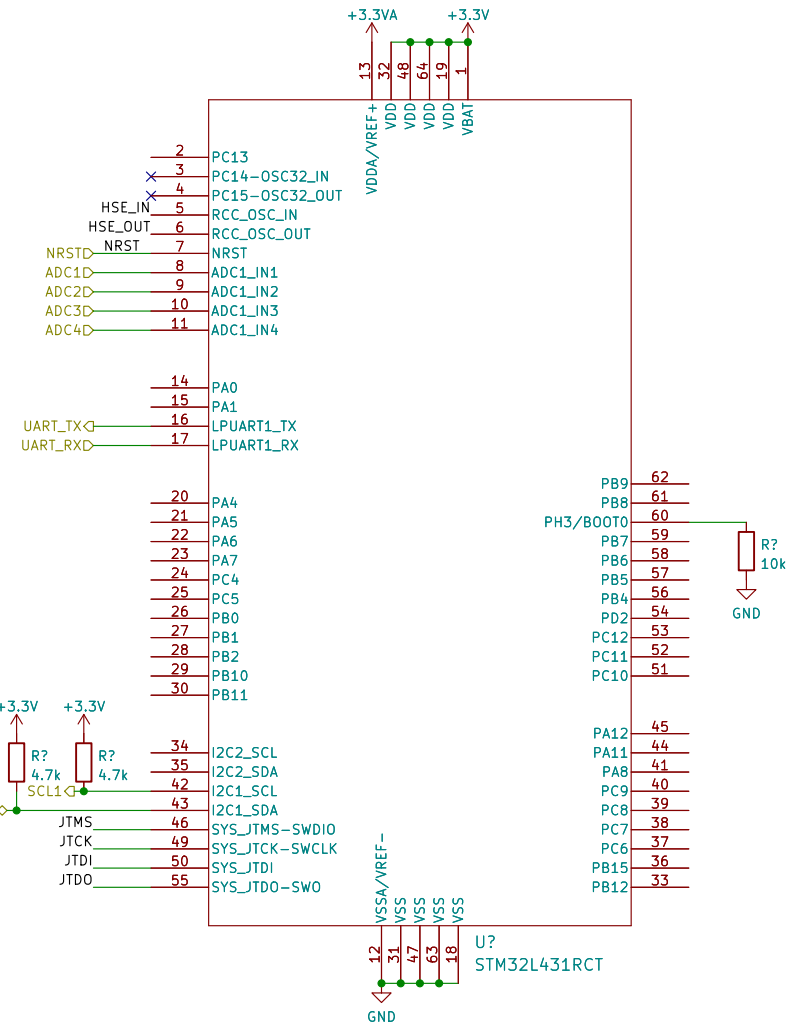 +3.3VA
+3.3V
13
32
48
64
19
1
VDDA/VREF+
VDD
VDD
VDD
VDD
VBAT
2 PC13
3 PC14-OSC32_IN
4 PC15-OSC32_OUT
HSE_IN 5 RCC_OSC_IN
HSE_OUT 6 RCC_OSC_OUT
NRST NRST 7 NRST
ADC1 8 ADC1_IN1
ADC2 9 ADC1_IN2
ADC3 10 ADC1_IN3
ADC4 11 ADC1_IN4
14 PA0
15 PA1
UART_TX 16 LPUART1_TX
UART_RX 17 LPUART1_RX
20 PA4
21 PA5
22 PA6
23 PA7
24 PC4
25 PC5
26 PB0
27 PB1
28 PB2
29 PB10
30 PB11
+3.3V
+3.3V
R?
4.7k
R?
4.7k
34 I2C2_SCL
35 I2C2_SDA
SCL1 42 I2C1_SCL
43 I2C1_SDA
JTMS 46 SYS_JTMS-SWDIO
JTCK 49 SYS_JTCK-SWCLK
JTDI 50 SYS_JTDI
JTDO 55 SYS_JTDO-SWO
PB9 62
PB8 61
PH3/BOOT0 60
PB7 59
PB6 58
PB5 57
PB4 56
PD2 54
PC12 53
PC11 52
PC10 51
R?
10k
GND
PA12 45
PA11 44
PA8 41
PC9 40
PC8 39
PC7 38
PC6 37
PB15 36
PB12 33
VSSA/VREF-
VSS
VSS
VSS
VSS
12
31
47
63
18
GND
U?
STM32L431RCT